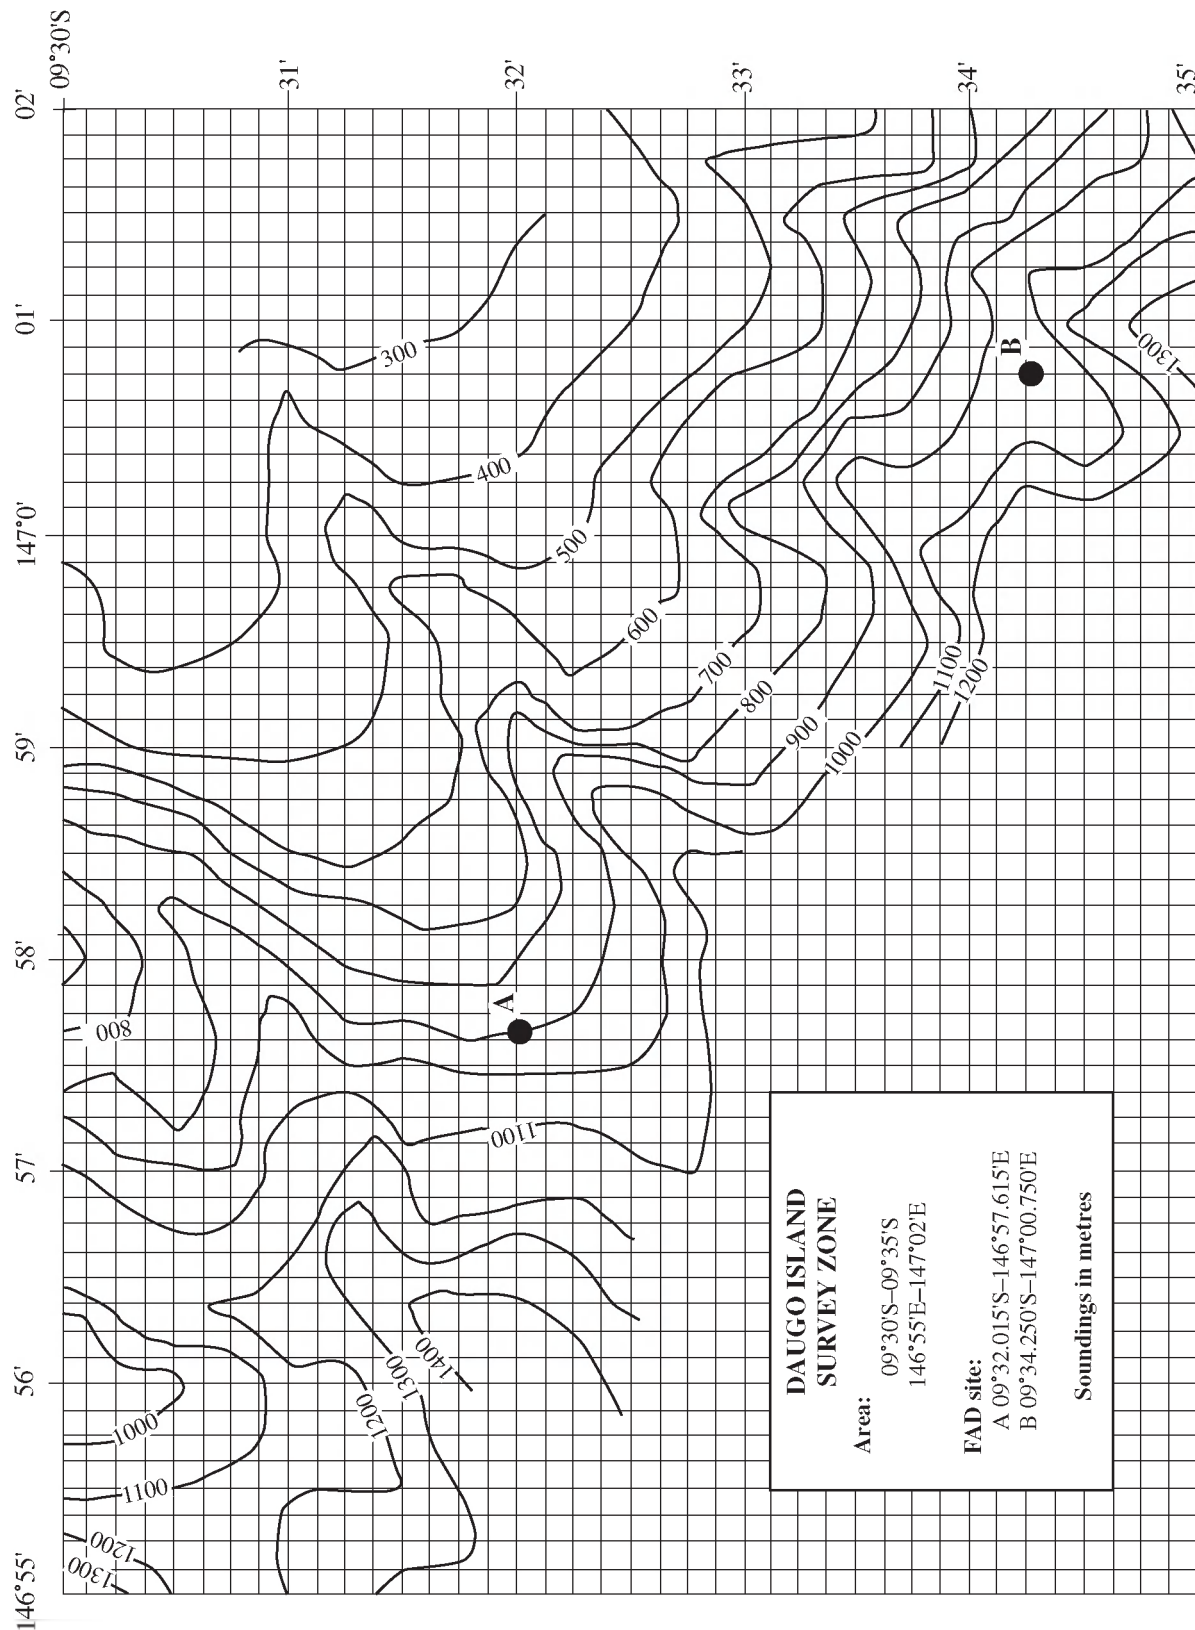 146°55'
56'
57'
58'
59'
147°0'
01'
02'
09°30'S
31'
32'
33'
34'
35'
300
400
500
600
700
800
900
1000
1100
1200
800
1100
1000
1100
1200
1300
1200
1300
1400
1300
A
B
DAUGO ISLAND
SURVEY ZONE
Area:
09°30'S–09°35'S
146°55'E–147°02'E
FAD site:
A 09°32.015'S–146°57.615'E
B 09°34.250'S–147°00.750'E
Soundings in metres